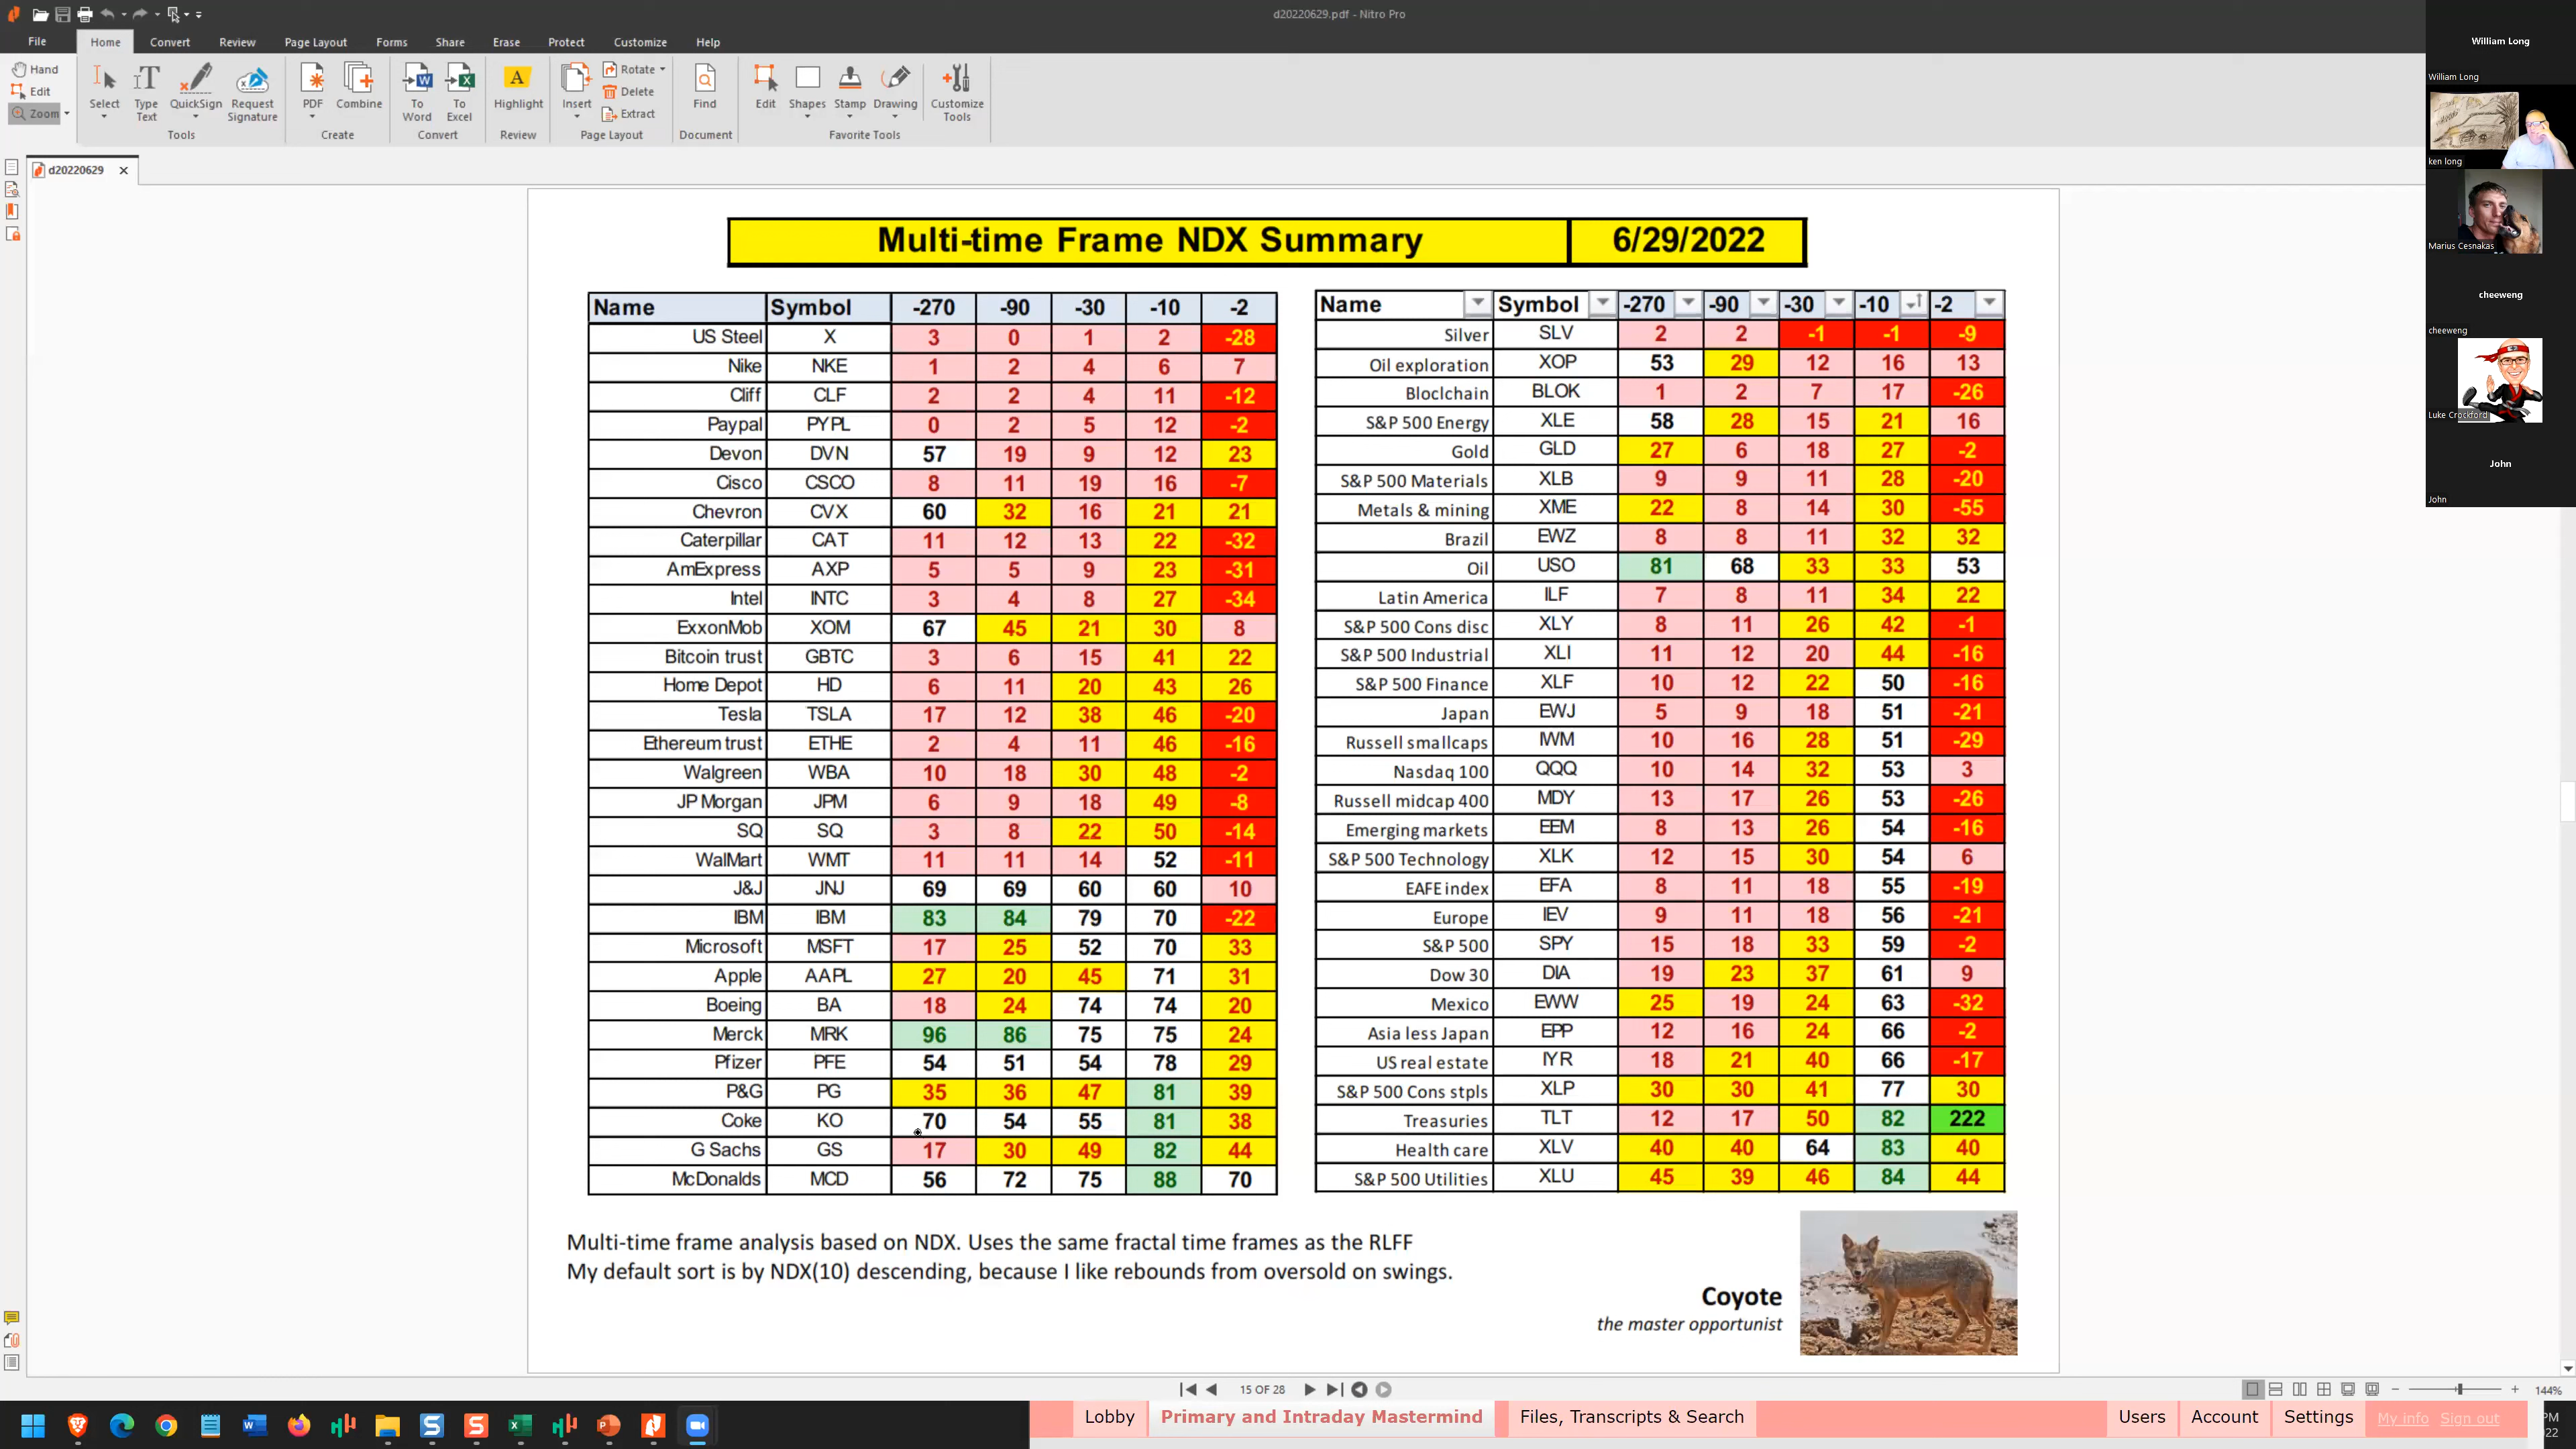 d20220629.pdf - Nitro Pro
File Home Convert Review Page Layout Forms Share Erase Protect Customize Help
Hand
Edit
Zoom
Select
Type Text
QuickSign
Request Signature
Tools
PDF
Combine
Create
To Word
To Excel
Convert
Highlight
Review
Insert
Rotate
Delete
Extract
Page Layout
Find
Document
Edit
Shapes
Stamp
Drawing
Favorite Tools
Customize Tools
d20220629
William Long
William Long
ken long
Marius Cesnakas
cheeweng
cheeweng
Luke Crockford
John
John
Multi-time Frame NDX Summary 6/29/2022
Name Symbol -270 -90 -30 -10 -2
US Steel X 3 0 1 2 -28
Nike NKE 1 2 4 6 7
Cliff CLF 2 2 4 11 -12
Paypal PYPL 0 2 5 12 -2
Devon DVN 57 19 9 12 23
Cisco CSCO 8 11 19 16 -7
Chevron CVX 60 32 16 21 21
Caterpillar CAT 11 12 13 22 -32
AmExpress AXP 5 5 9 23 -31
Intel INTC 3 4 8 27 -34
ExxonMob XOM 67 45 21 30 8
Bitcoin trust GBTC 3 6 15 41 22
Home Depot HD 6 11 20 43 26
Tesla TSLA 17 12 38 46 -20
Ethereum trust ETHE 2 4 11 46 -16
Walgreen WBA 10 18 30 48 -2
JP Morgan JPM 6 9 18 49 -8
SQ SQ 3 8 22 50 -14
WalMart WMT 11 11 14 52 -11
J&J JNJ 69 69 60 60 10
IBM IBM 83 84 79 70 -22
Microsoft MSFT 17 25 52 70 33
Apple AAPL 27 20 45 71 31
Boeing BA 18 24 74 74 20
Merck MRK 96 86 75 75 24
Pfizer PFE 54 51 54 78 29
P&G PG 35 36 47 81 39
Coke KO 70 54 55 81 38
G Sachs GS 17 30 49 82 44
McDonalds MCD 56 72 75 88 70
Name Symbol -270 -90 -30 -10 -2
Silver SLV 2 2 -1 -1 -9
Oil exploration XOP 53 29 12 16 13
Bloclchain BLOK 1 2 7 17 -26
S&P 500 Energy XLE 58 28 15 21 16
Gold GLD 27 6 18 27 -2
S&P 500 Materials XLB 9 9 11 28 -20
Metals & mining XME 22 8 14 30 -55
Brazil EWZ 8 8 11 32 32
Oil USO 81 68 33 33 53
Latin America ILF 7 8 11 34 22
S&P 500 Cons disc XLY 8 11 26 42 -1
S&P 500 Industrial XLI 11 12 20 44 -16
S&P 500 Finance XLF 10 12 22 50 -16
Japan EWJ 5 9 18 51 -21
Russell smallcaps IWM 10 16 28 51 -29
Nasdaq 100 QQQ 10 14 32 53 3
Russell midcap 400 MDY 13 17 26 53 -26
Emerging markets EEM 8 13 26 54 -16
S&P 500 Technology XLK 12 15 30 54 6
EAFE index EFA 8 11 18 55 -19
Europe IEV 9 11 18 56 -21
S&P 500 SPY 15 18 33 59 -2
Dow 30 DIA 19 23 37 61 9
Mexico EWW 25 19 24 63 -32
Asia less Japan EPP 12 16 24 66 -2
US real estate IYR 18 21 40 66 -17
S&P 500 Cons stpls XLP 30 30 41 77 30
Treasuries TLT 12 17 50 82 222
Health care XLV 40 40 64 83 40
S&P 500 Utilities XLU 45 39 46 84 44
Multi-time frame analysis based on NDX. Uses the same fractal time frames as the RLFF
My default sort is by NDX(10) descending, because I like rebounds from oversold on swings.
Coyote
the master opportunist
15 OF 28
144%
Lobby Primary and Intraday Mastermind Files, Transcripts & Search Users Account Settings My info Sign out
PM
22